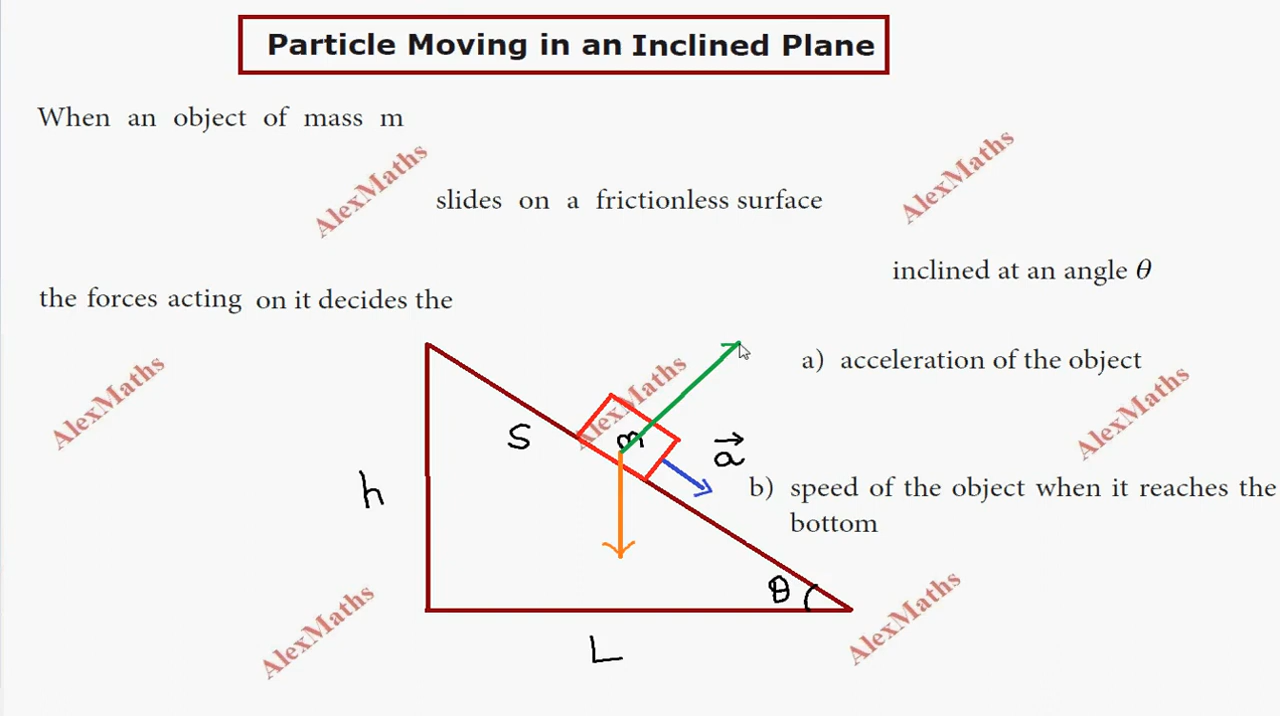 Particle Moving in an Inclined Plane
When an object of mass m
AlexMaths
AlexMaths
slides on a frictionless surface
inclined at an angle θ
the forces acting on it decides the
a) acceleration of the object
AlexMaths
AlexMaths
AlexMaths
S
m
a
h
b) speed of the object when it reaches the
bottom
θ
AlexMaths
AlexMaths
L